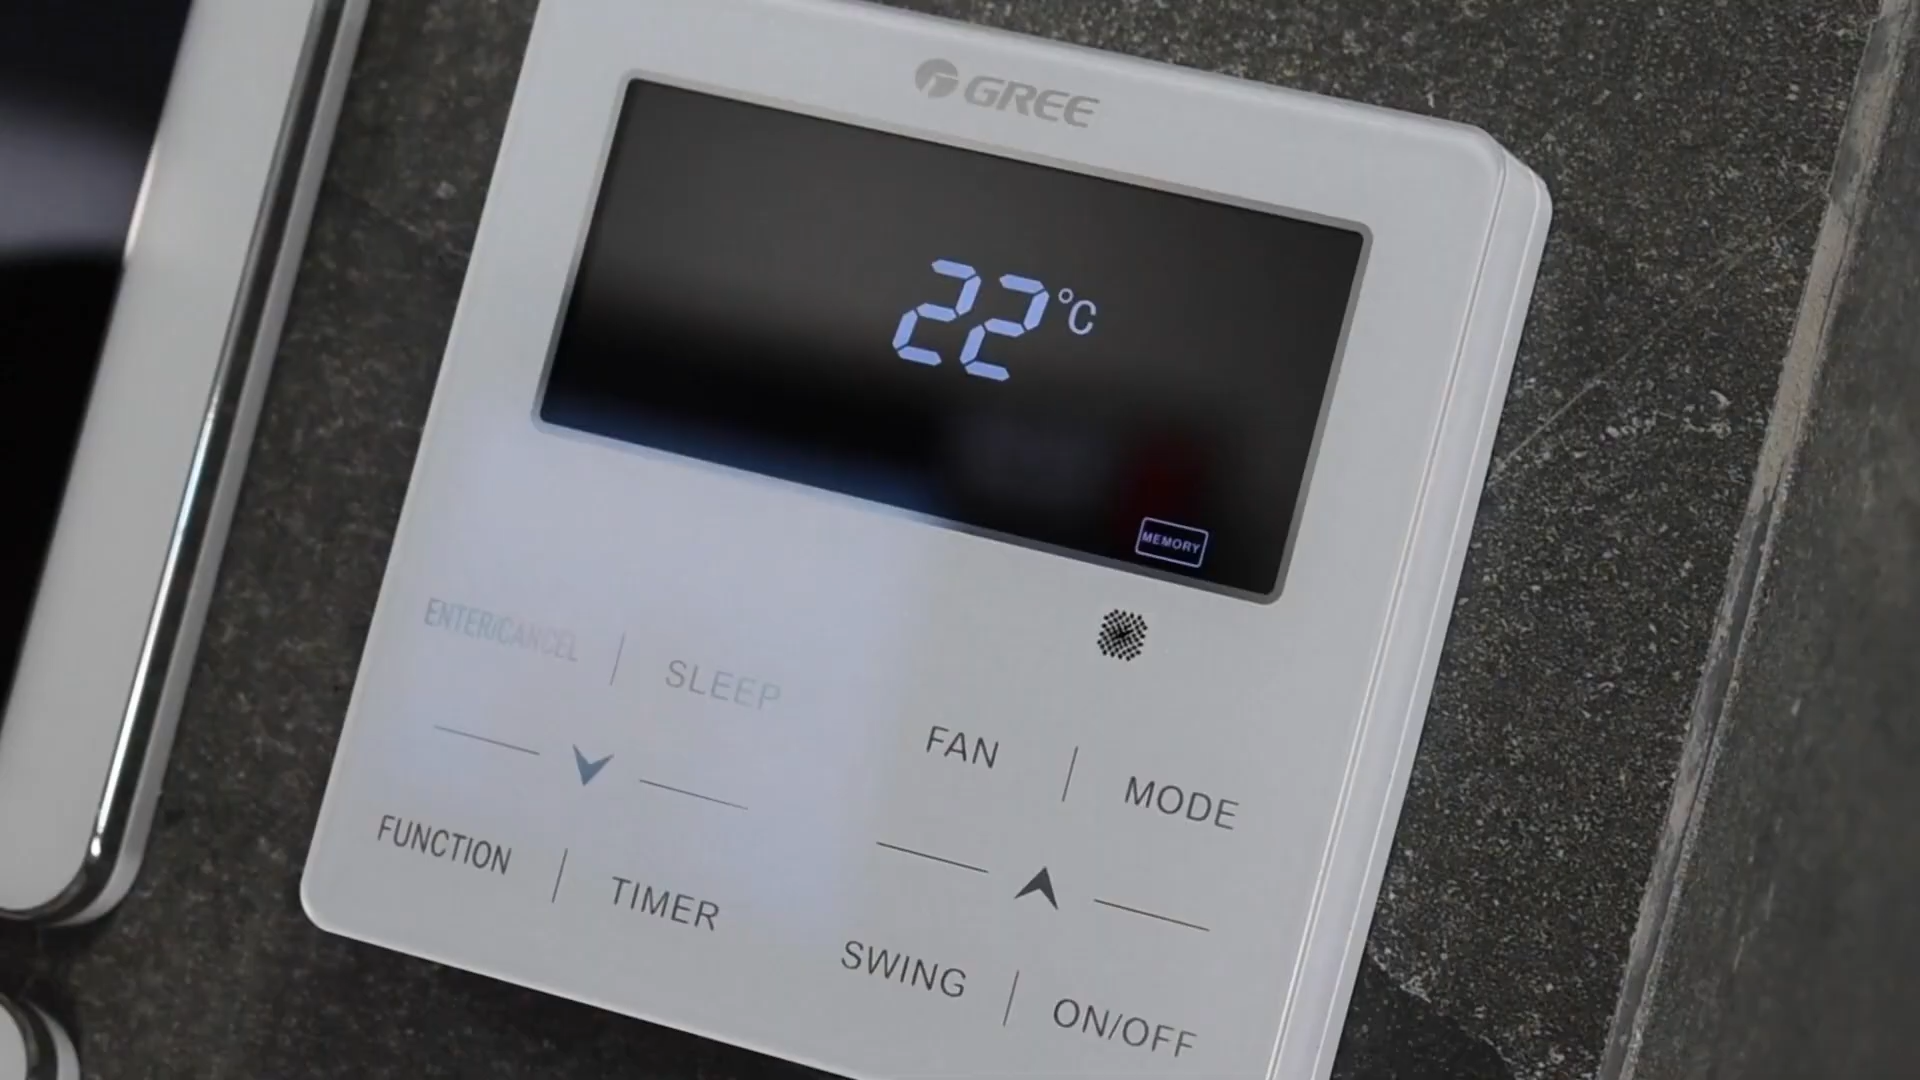 GREE
22°C
MEMORY
ENTER/CANCEL | SLEEP
FAN | MODE
FUNCTION | TIMER
SWING | ON/OFF